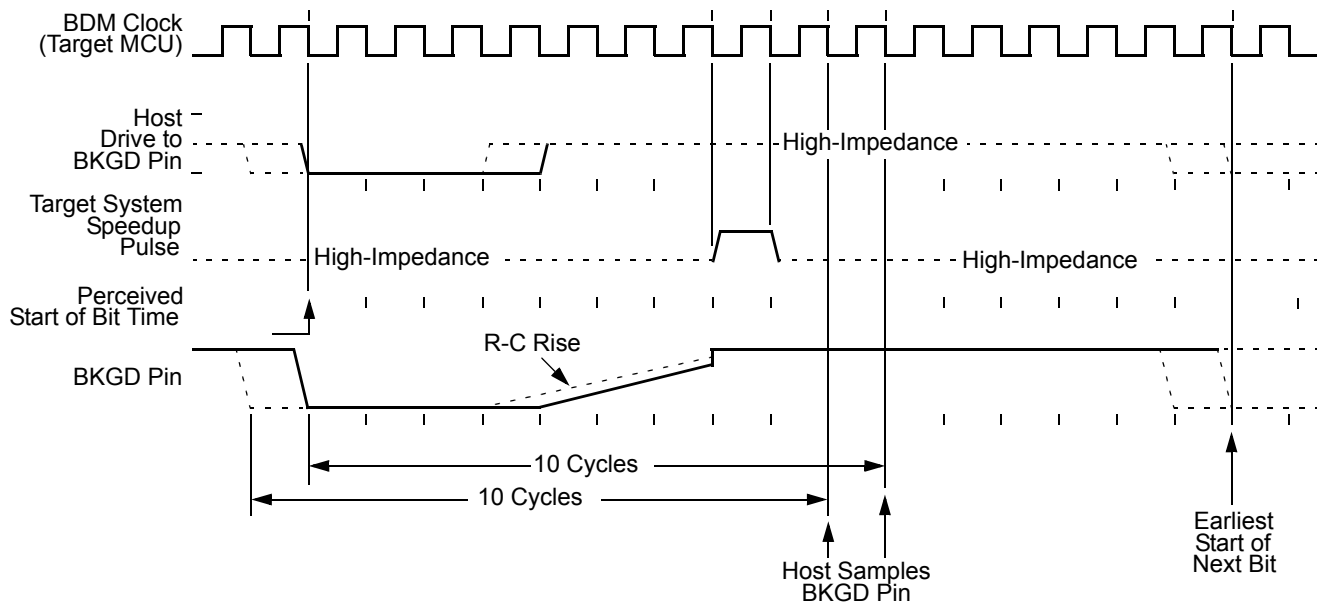 BDM Clock
(Target MCU)
Host
Drive to
BKGD Pin
High-Impedance
Target System
Speedup
Pulse
High-Impedance
High-Impedance
Perceived
Start of Bit Time
R-C Rise
BKGD Pin
10 Cycles
10 Cycles
Host Samples
BKGD Pin
Earliest
Start of
Next Bit